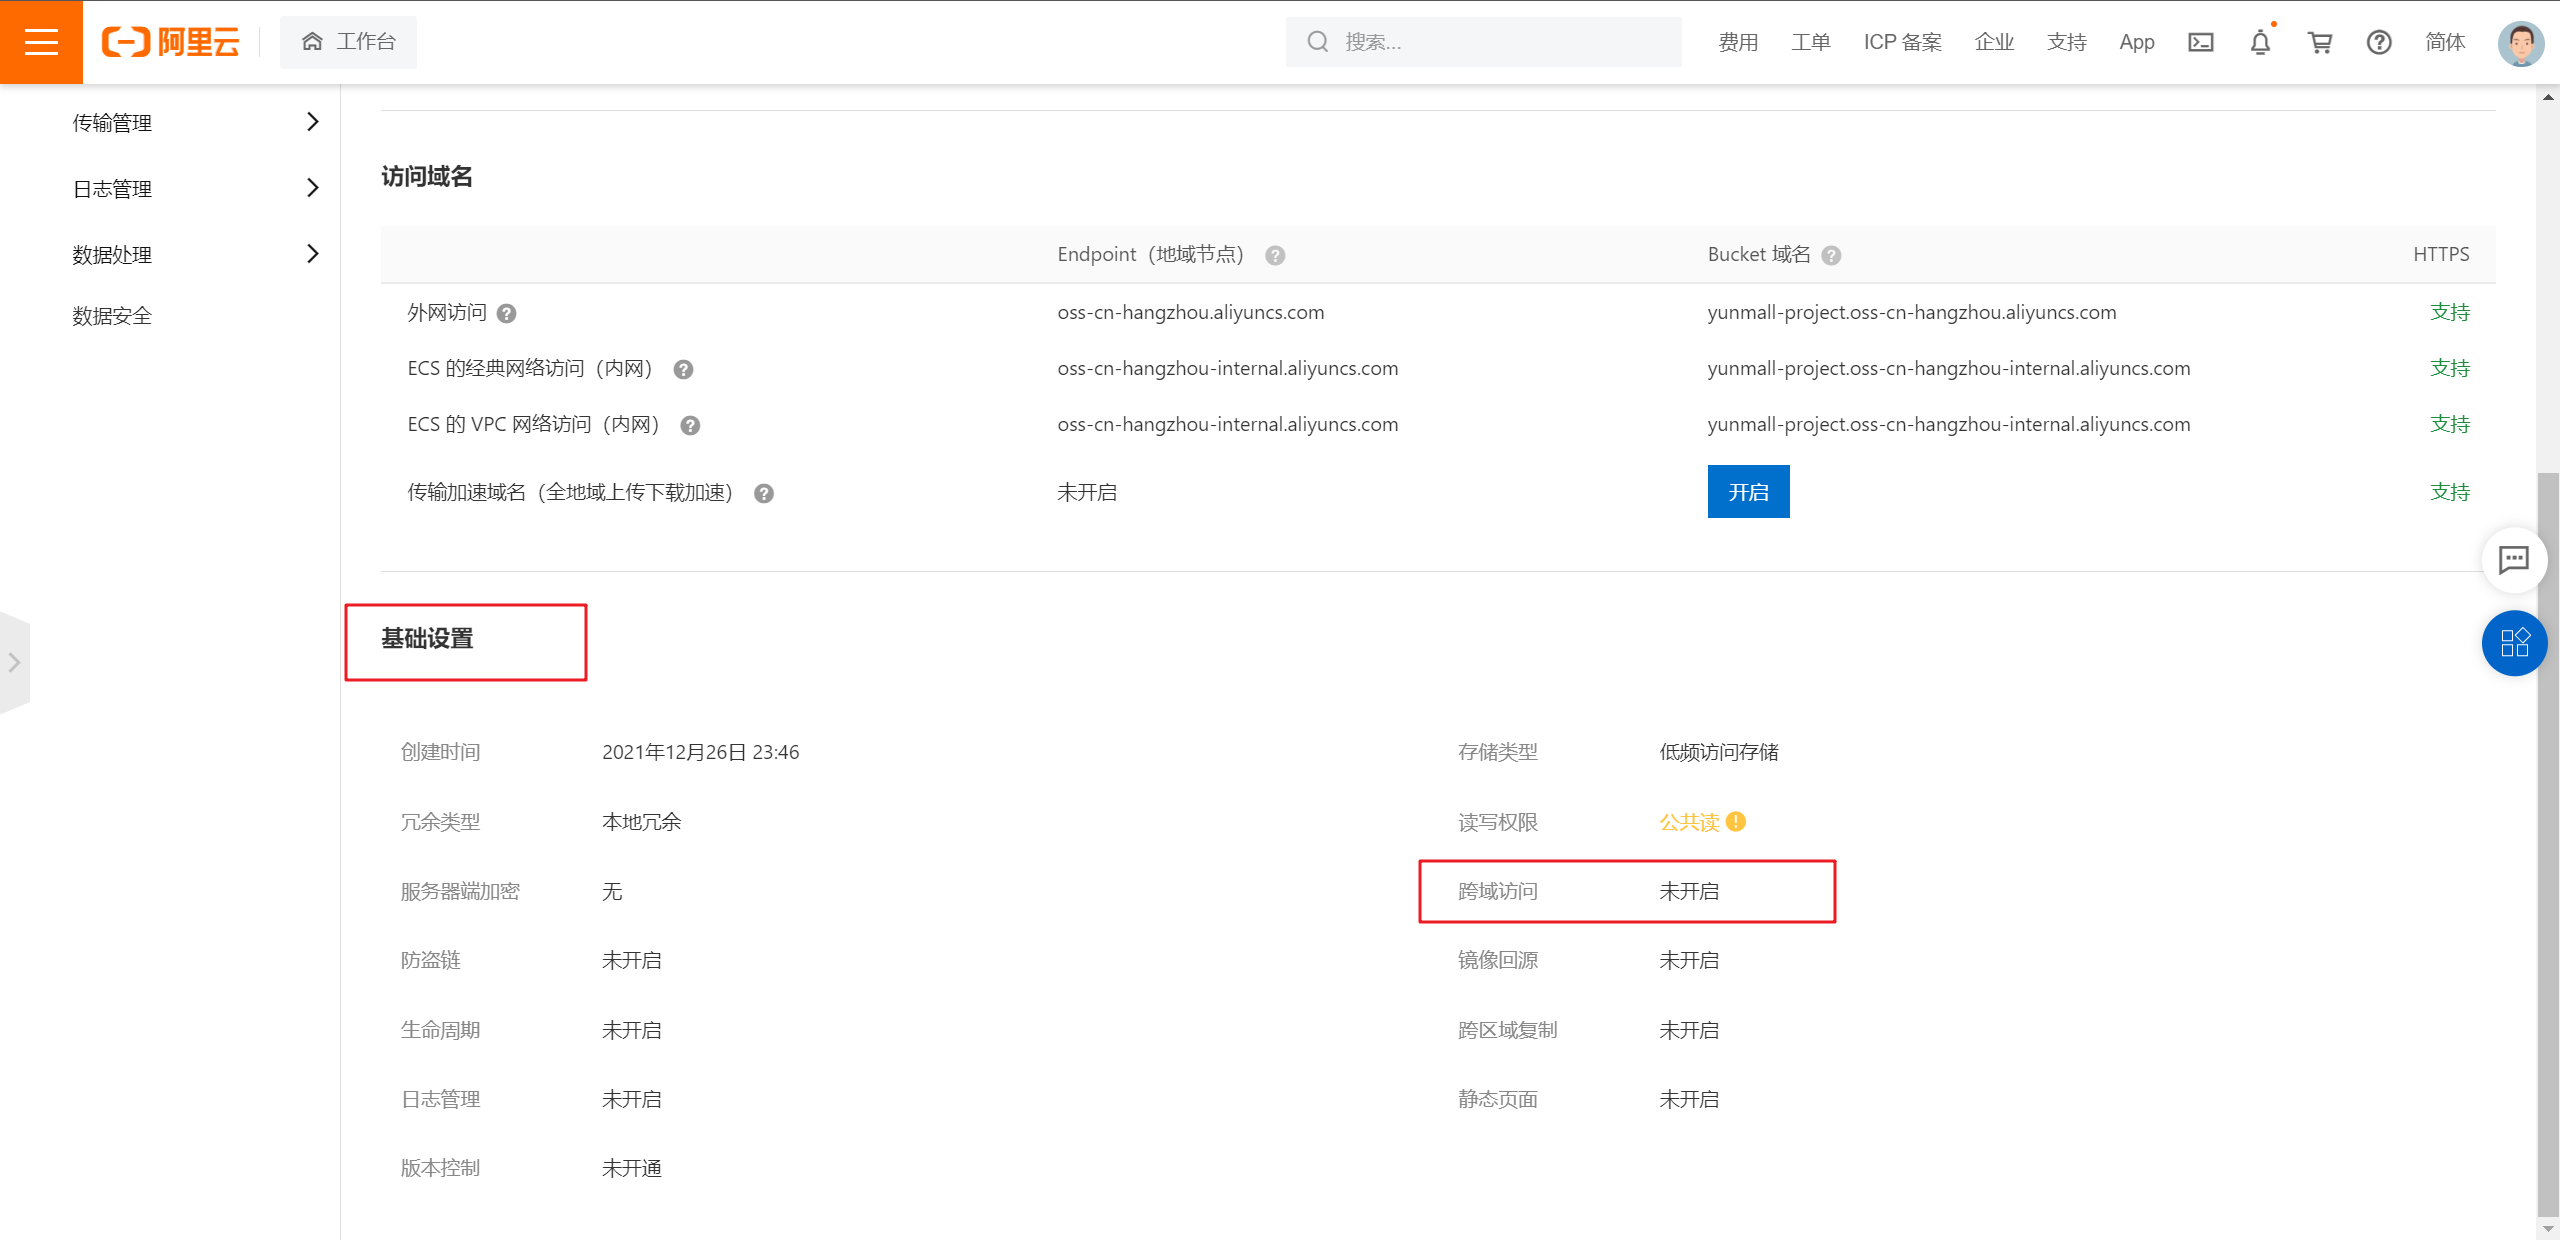 阿里云
工作台
搜索...
费用 工单 ICP 备案 企业 支持 App 简体
传输管理
日志管理
数据处理
数据安全
访问域名
Endpoint（地域节点） Bucket 域名 HTTPS
外网访问 oss-cn-hangzhou.aliyuncs.com yunmall-project.oss-cn-hangzhou.aliyuncs.com 支持
ECS 的经典网络访问（内网） oss-cn-hangzhou-internal.aliyuncs.com yunmall-project.oss-cn-hangzhou-internal.aliyuncs.com 支持
ECS 的 VPC 网络访问（内网） oss-cn-hangzhou-internal.aliyuncs.com yunmall-project.oss-cn-hangzhou-internal.aliyuncs.com 支持
传输加速域名（全地域上传下载加速） 未开启 开启 支持
基础设置
创建时间 2021年12月26日 23:46 存储类型 低频访问存储
冗余类型 本地冗余 读写权限 公共读
服务器端加密 无 跨域访问 未开启
防盗链 未开启 镜像回源 未开启
生命周期 未开启 跨区域复制 未开启
日志管理 未开启 静态页面 未开启
版本控制 未开通